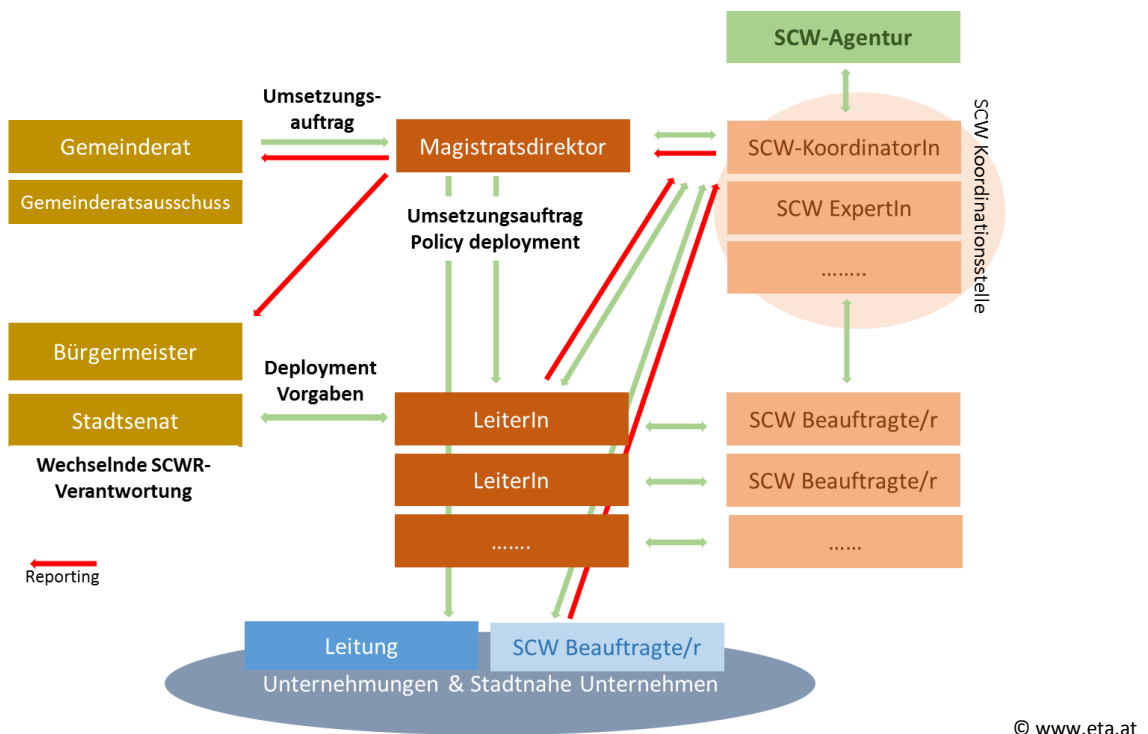 SCW-Agentur
Umsetzungs-
auftrag
Gemeinderat
Magistratsdirektor
SCW-KoordinatorIn
Gemeinderatsausschuss
SCW ExpertIn
SCW Koordinationsstelle
Umsetzungsauftrag
Policy deployment
……..
Bürgermeister
Deployment
Vorgaben
Stadtsenat
LeiterIn
SCW Beauftragte/r
Wechselnde SCWR-
Verantwortung
LeiterIn
SCW Beauftragte/r
…….
……
Reporting
Leitung
SCW Beauftragte/r
Unternehmungen & Stadtnahe Unternehmen
© www.eta.at